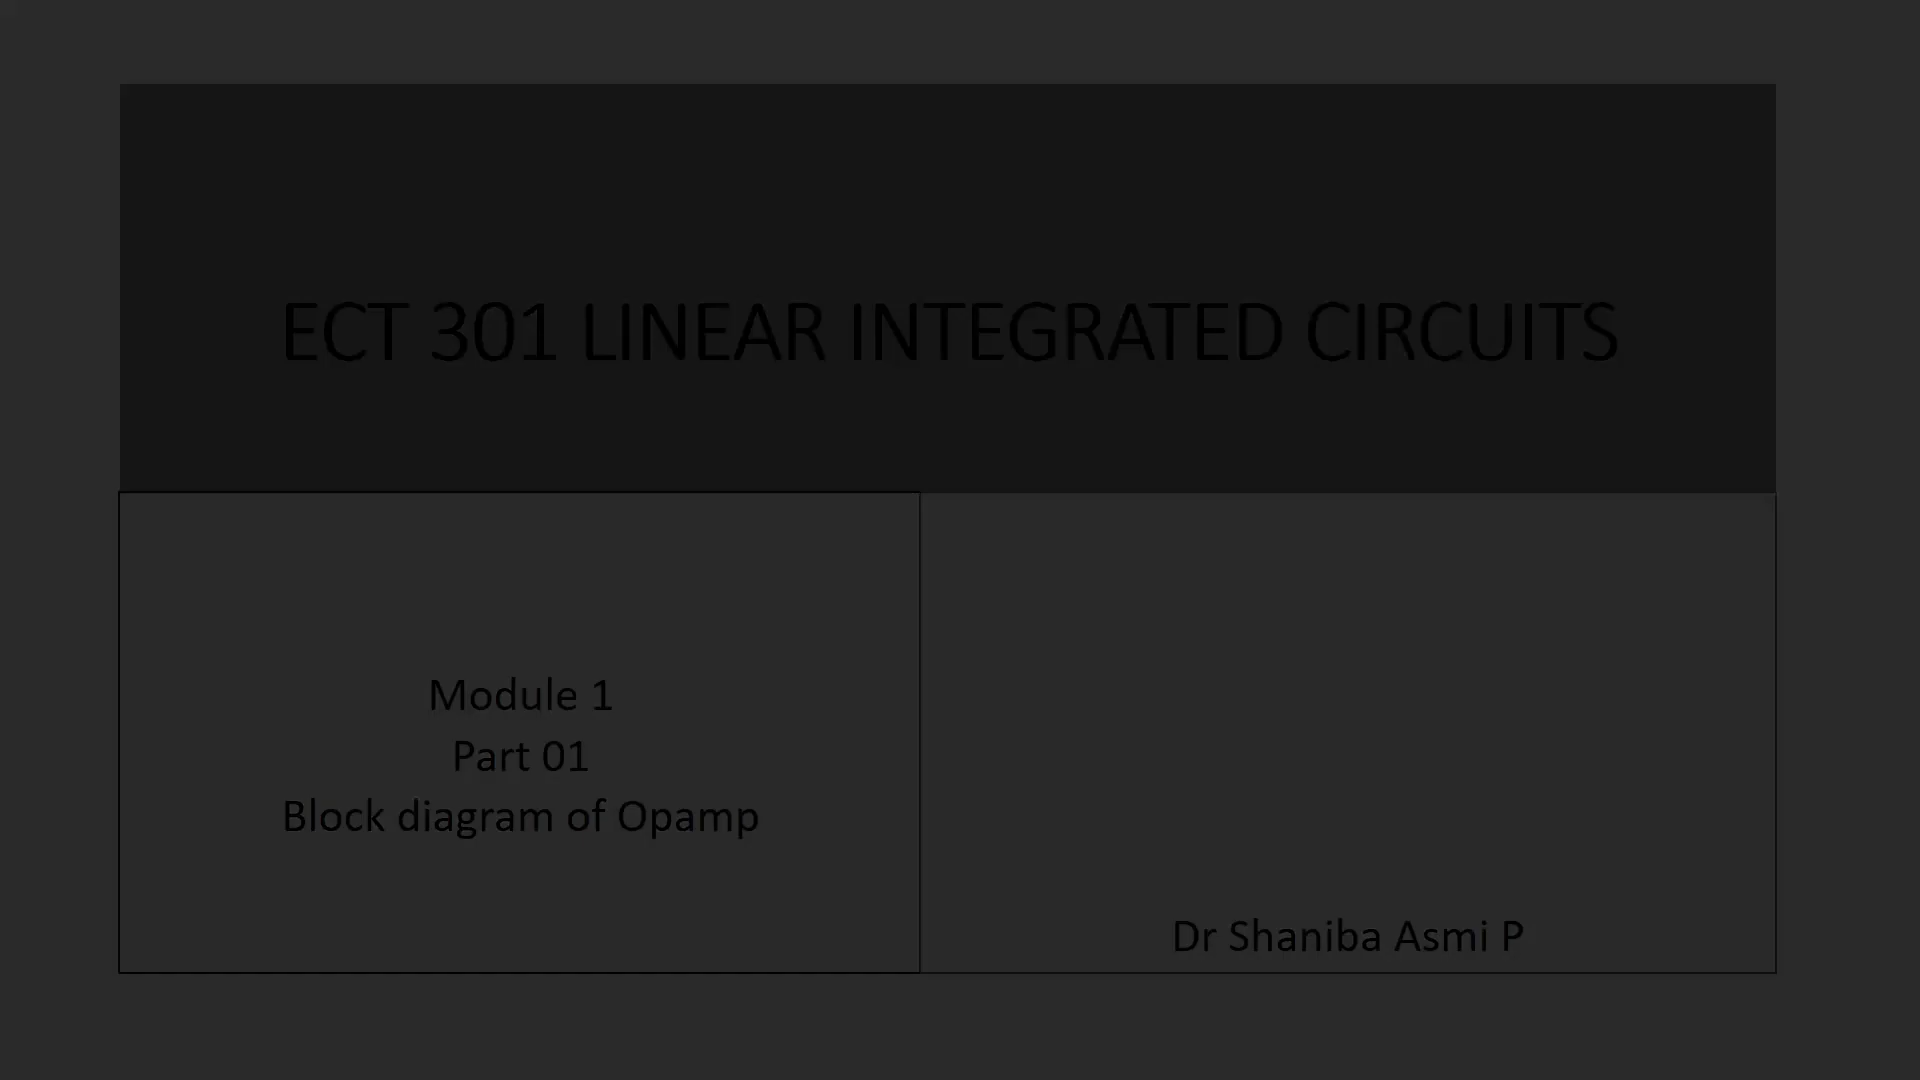 ECT 301 LINEAR INTEGRATED CIRCUITS
Module 1
Part 01
Block diagram of Opamp
Dr Shaniba Asmi P